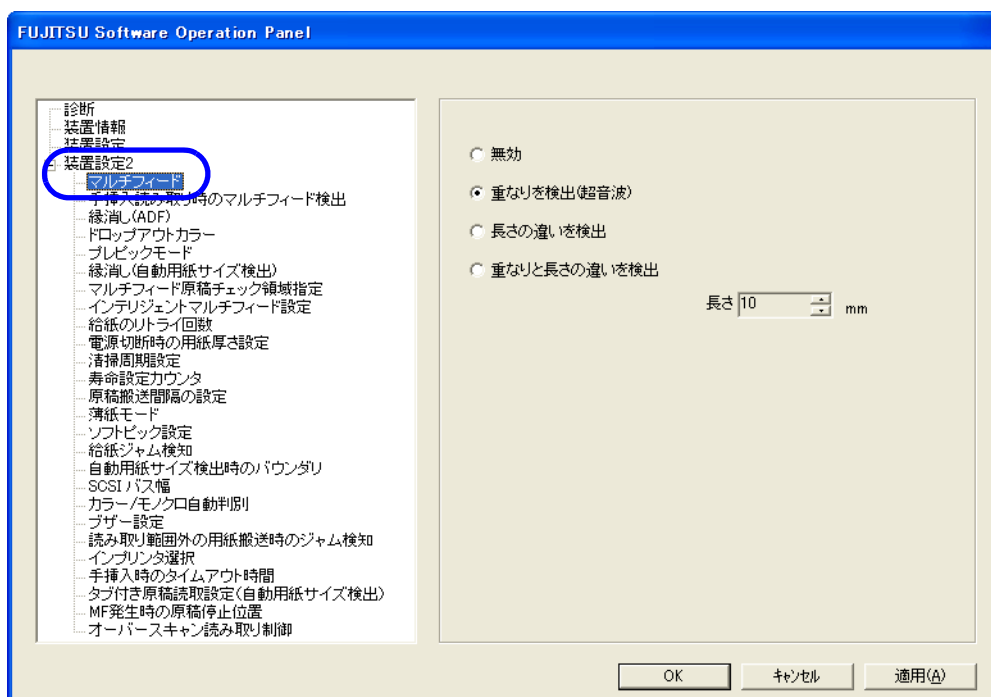 FUJITSU Software Operation Panel
診断
装置情報
装置設定
装置設定2
マルチフィード
手挿入読み取り時のマルチフィード検出
縁消し(ADF)
ドロップアウトカラー
プレピックモード
縁消し(自動用紙サイズ検出)
マルチフィード原稿チェック領域指定
インテリジェントマルチフィード設定
給紙のリトライ回数
電源切断時の用紙厚さ設定
清掃周期設定
寿命設定カウンタ
原稿搬送間隔の設定
薄紙モード
ソフトピック設定
給紙ジャム検知
自動用紙サイズ検出時のバウンダリ
SCSI バス幅
カラー/モノクロ自動判別
ブザー設定
読み取り範囲外の用紙搬送時のジャム検知
インプリンタ選択
手挿入時のタイムアウト時間
タブ付き原稿読取設定(自動用紙サイズ検出)
MF発生時の原稿停止位置
オーバースキャン読み取り制御
無効
重なりを検出(超音波)
長さの違いを検出
重なりと長さの違いを検出
長さ 10 mm
OK キャンセル 適用(A)